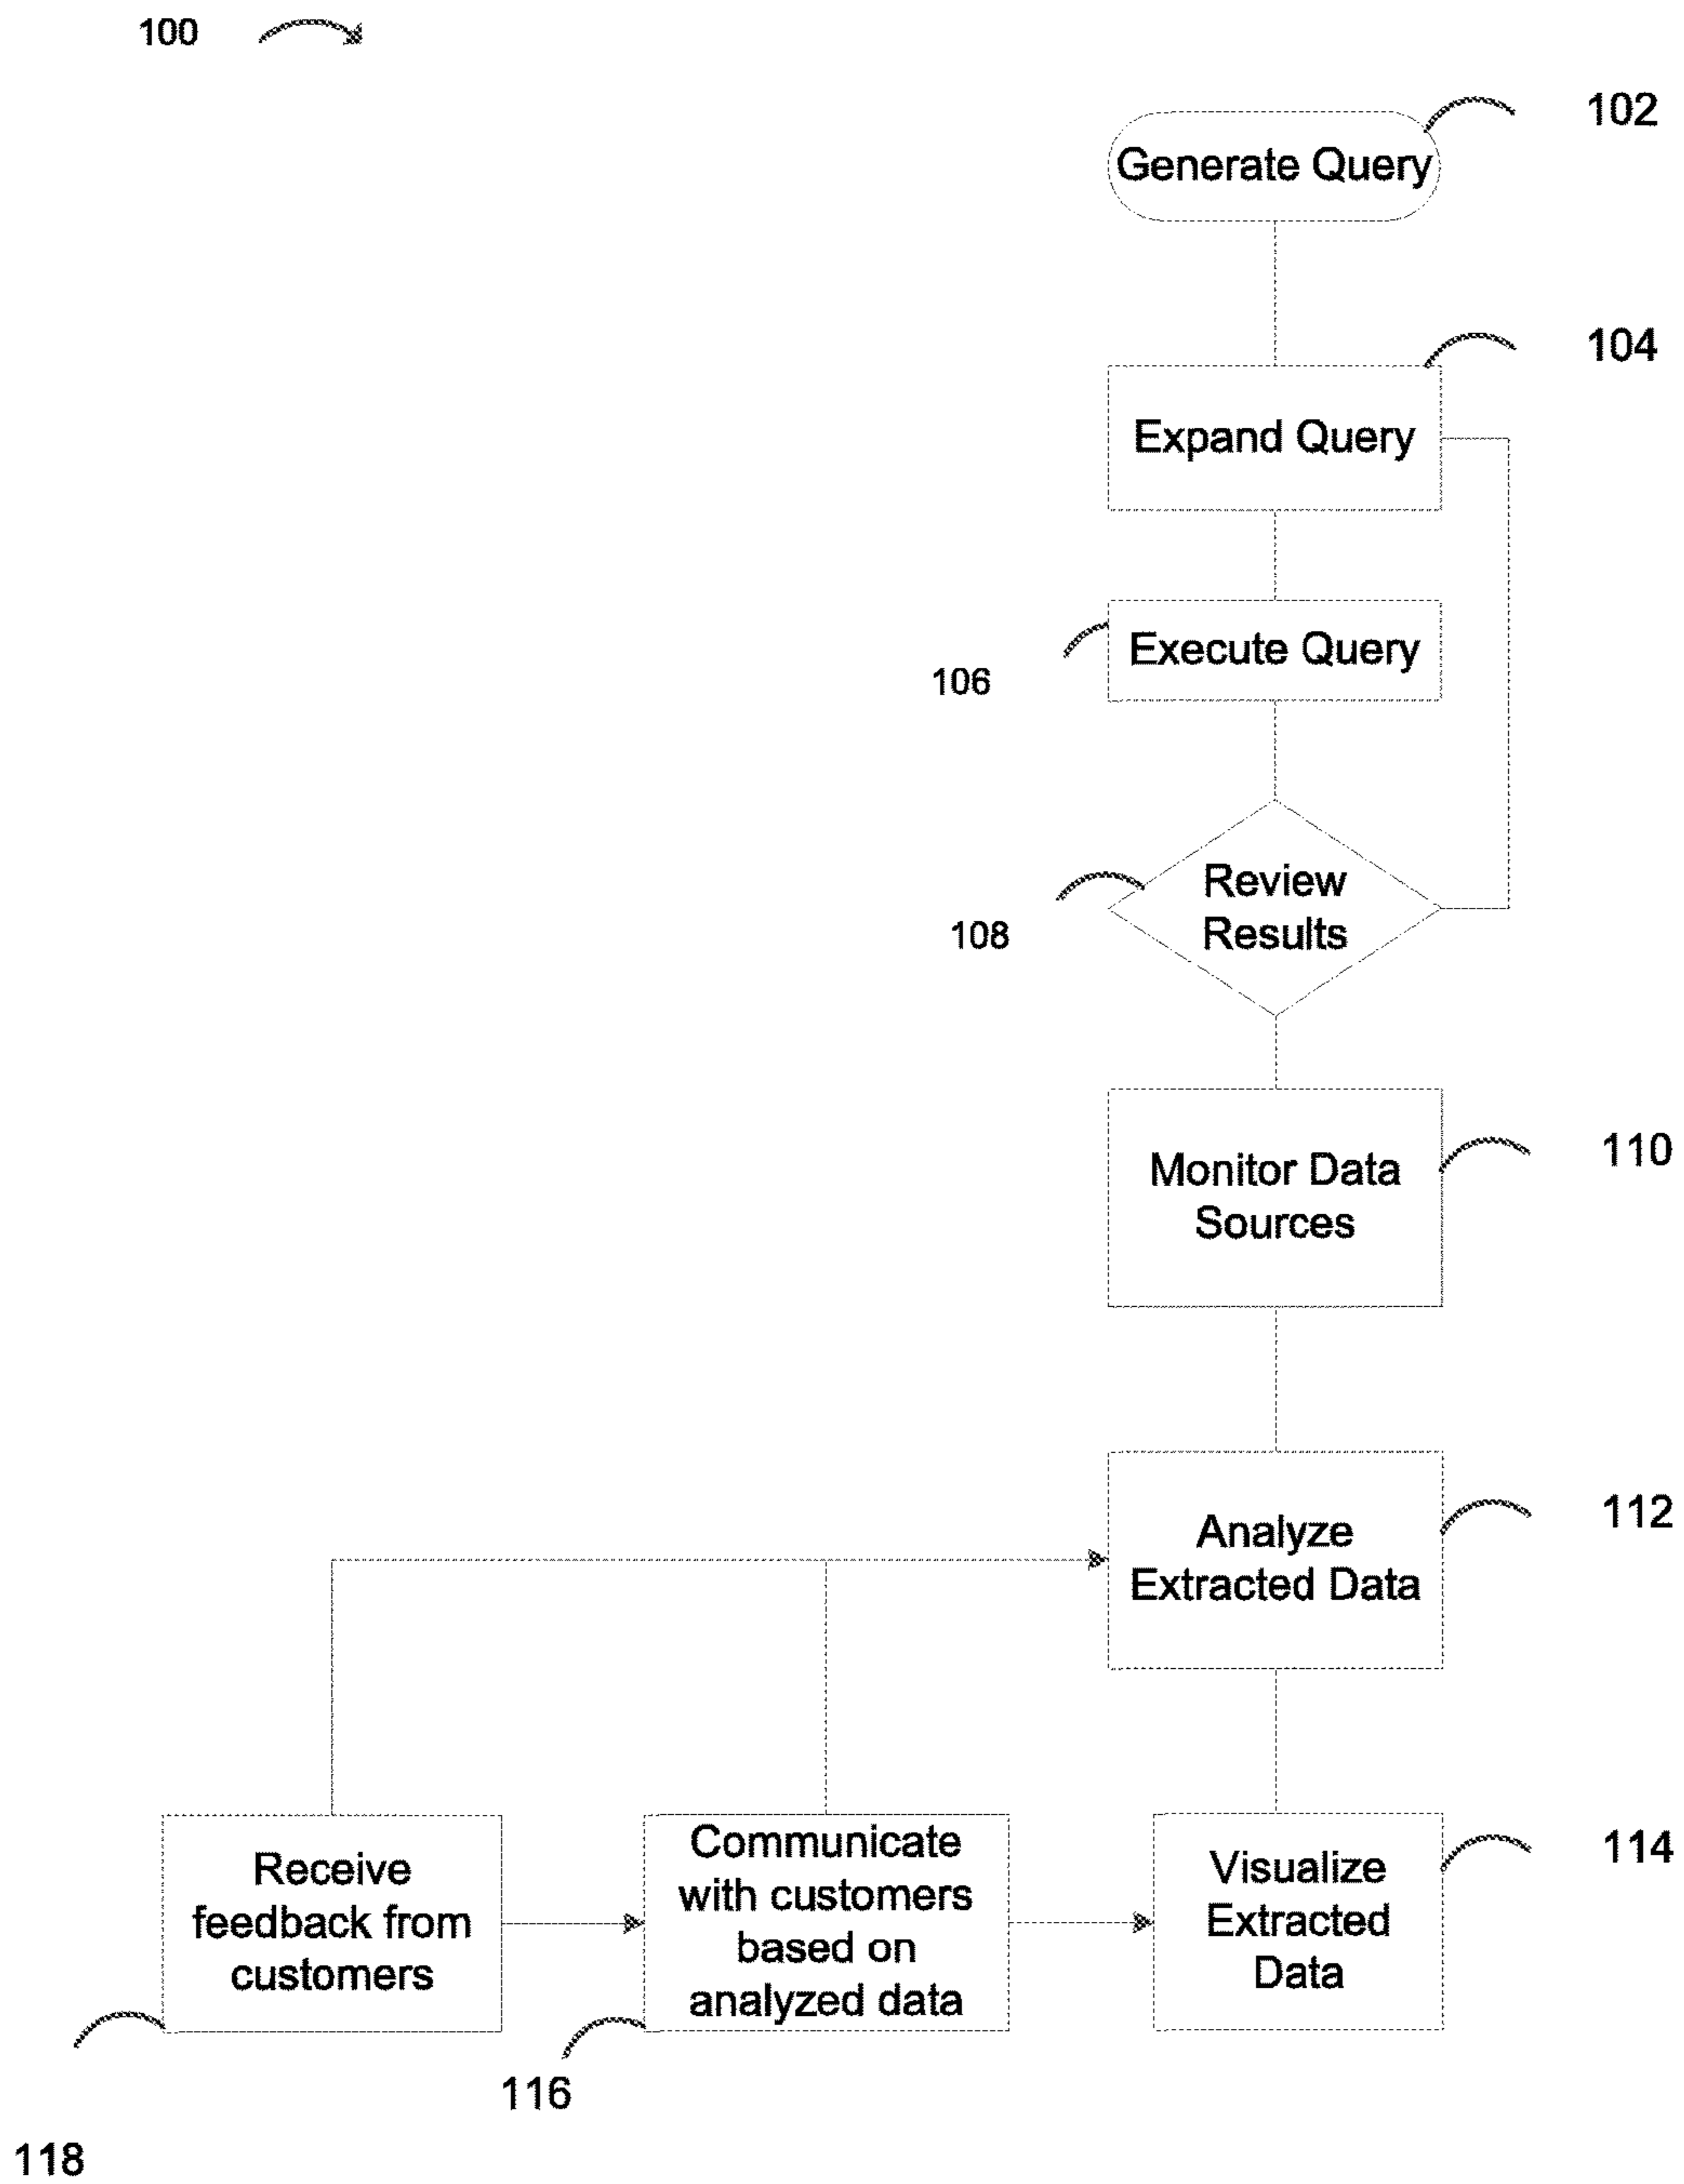 100
102
Generate Query
104
Expand Query
Execute Query
106
Review
Results
108
110
Monitor Data
Sources
112
Analyze
Extracted Data
Receive
feedback from
customers
Communicate
with customers
based on
analyzed data
114
Visualize
Extracted
Data
116
118